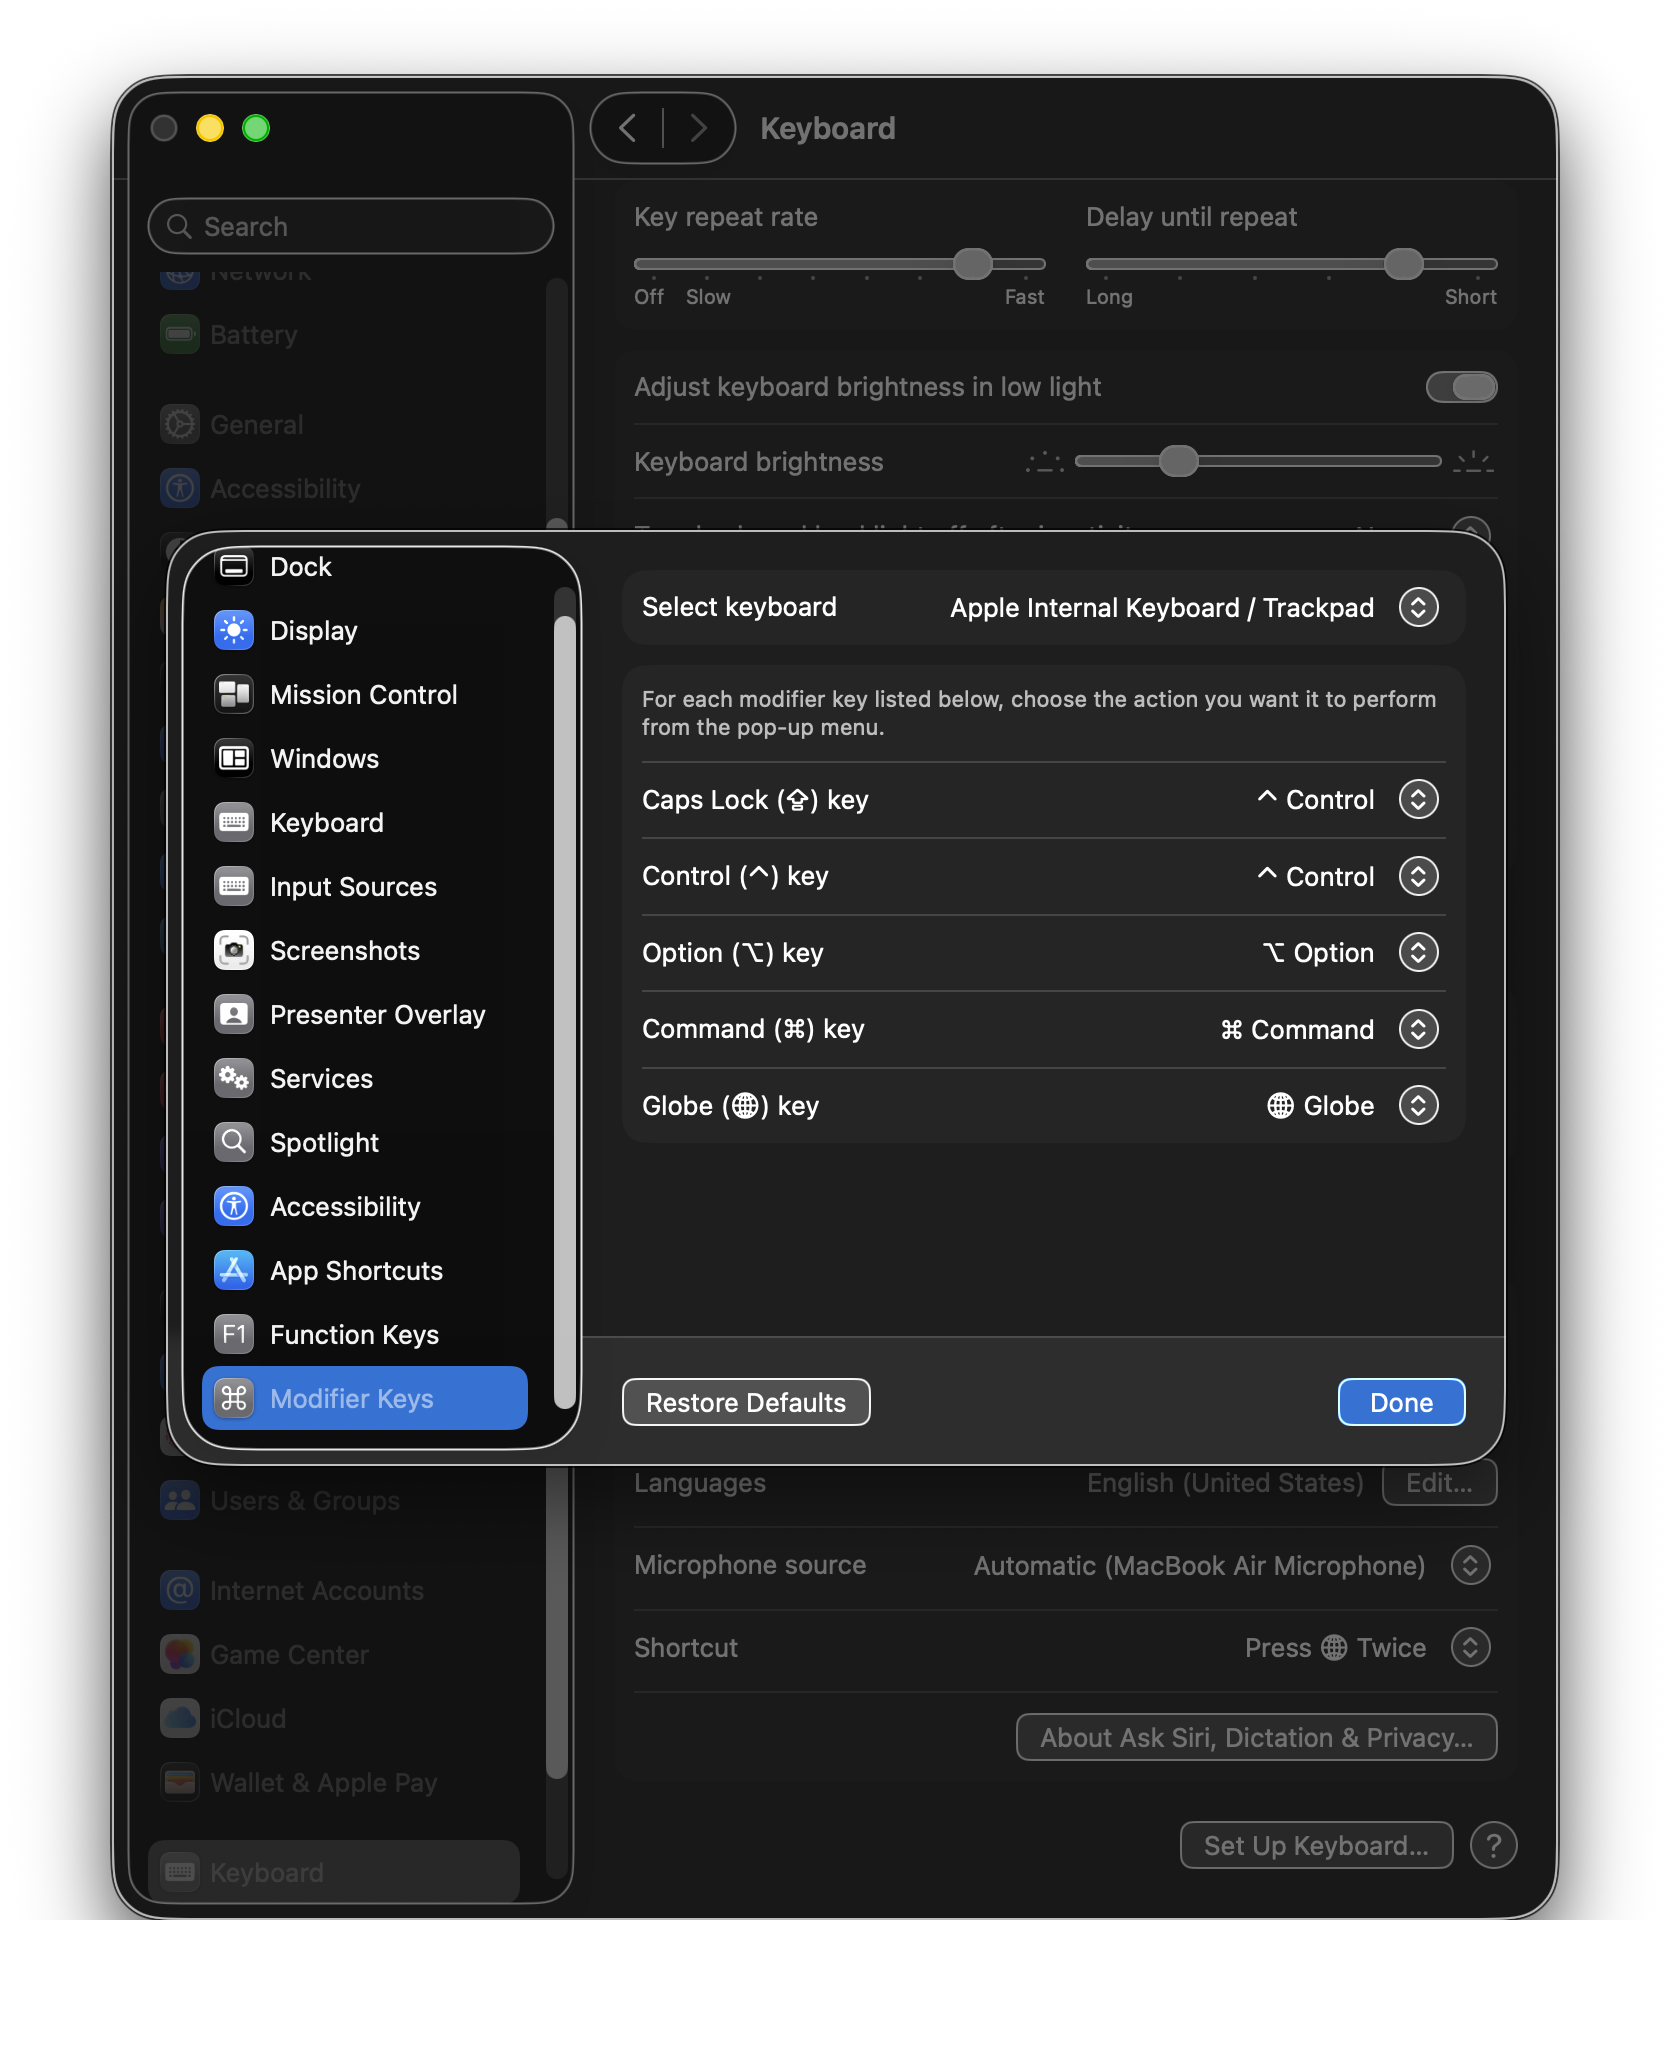 Keyboard
Search
Network
Battery
General
Accessibility
Key repeat rate
Delay until repeat
Off
Slow
Fast
Long
Short
Adjust keyboard brightness in low light
Keyboard brightness
Dock
Display
Mission Control
Windows
Keyboard
Input Sources
Screenshots
Presenter Overlay
Services
Spotlight
Accessibility
App Shortcuts
F1 Function Keys
Modifier Keys
Select keyboard
Apple Internal Keyboard / Trackpad
For each modifier key listed below, choose the action you want it to perform
from the pop-up menu.
Caps Lock (⇪) key
⌃ Control
Control (⌃) key
⌃ Control
Option (⌥) key
⌥ Option
Command (⌘) key
⌘ Command
Globe (🌐) key
🌐 Globe
Restore Defaults
Done
Users & Groups
Internet Accounts
Game Center
iCloud
Wallet & Apple Pay
Keyboard
Languages
English (United States)
Edit...
Microphone source
Automatic (MacBook Air Microphone)
Shortcut
Press 🌐 Twice
About Ask Siri, Dictation & Privacy...
Set Up Keyboard...
?